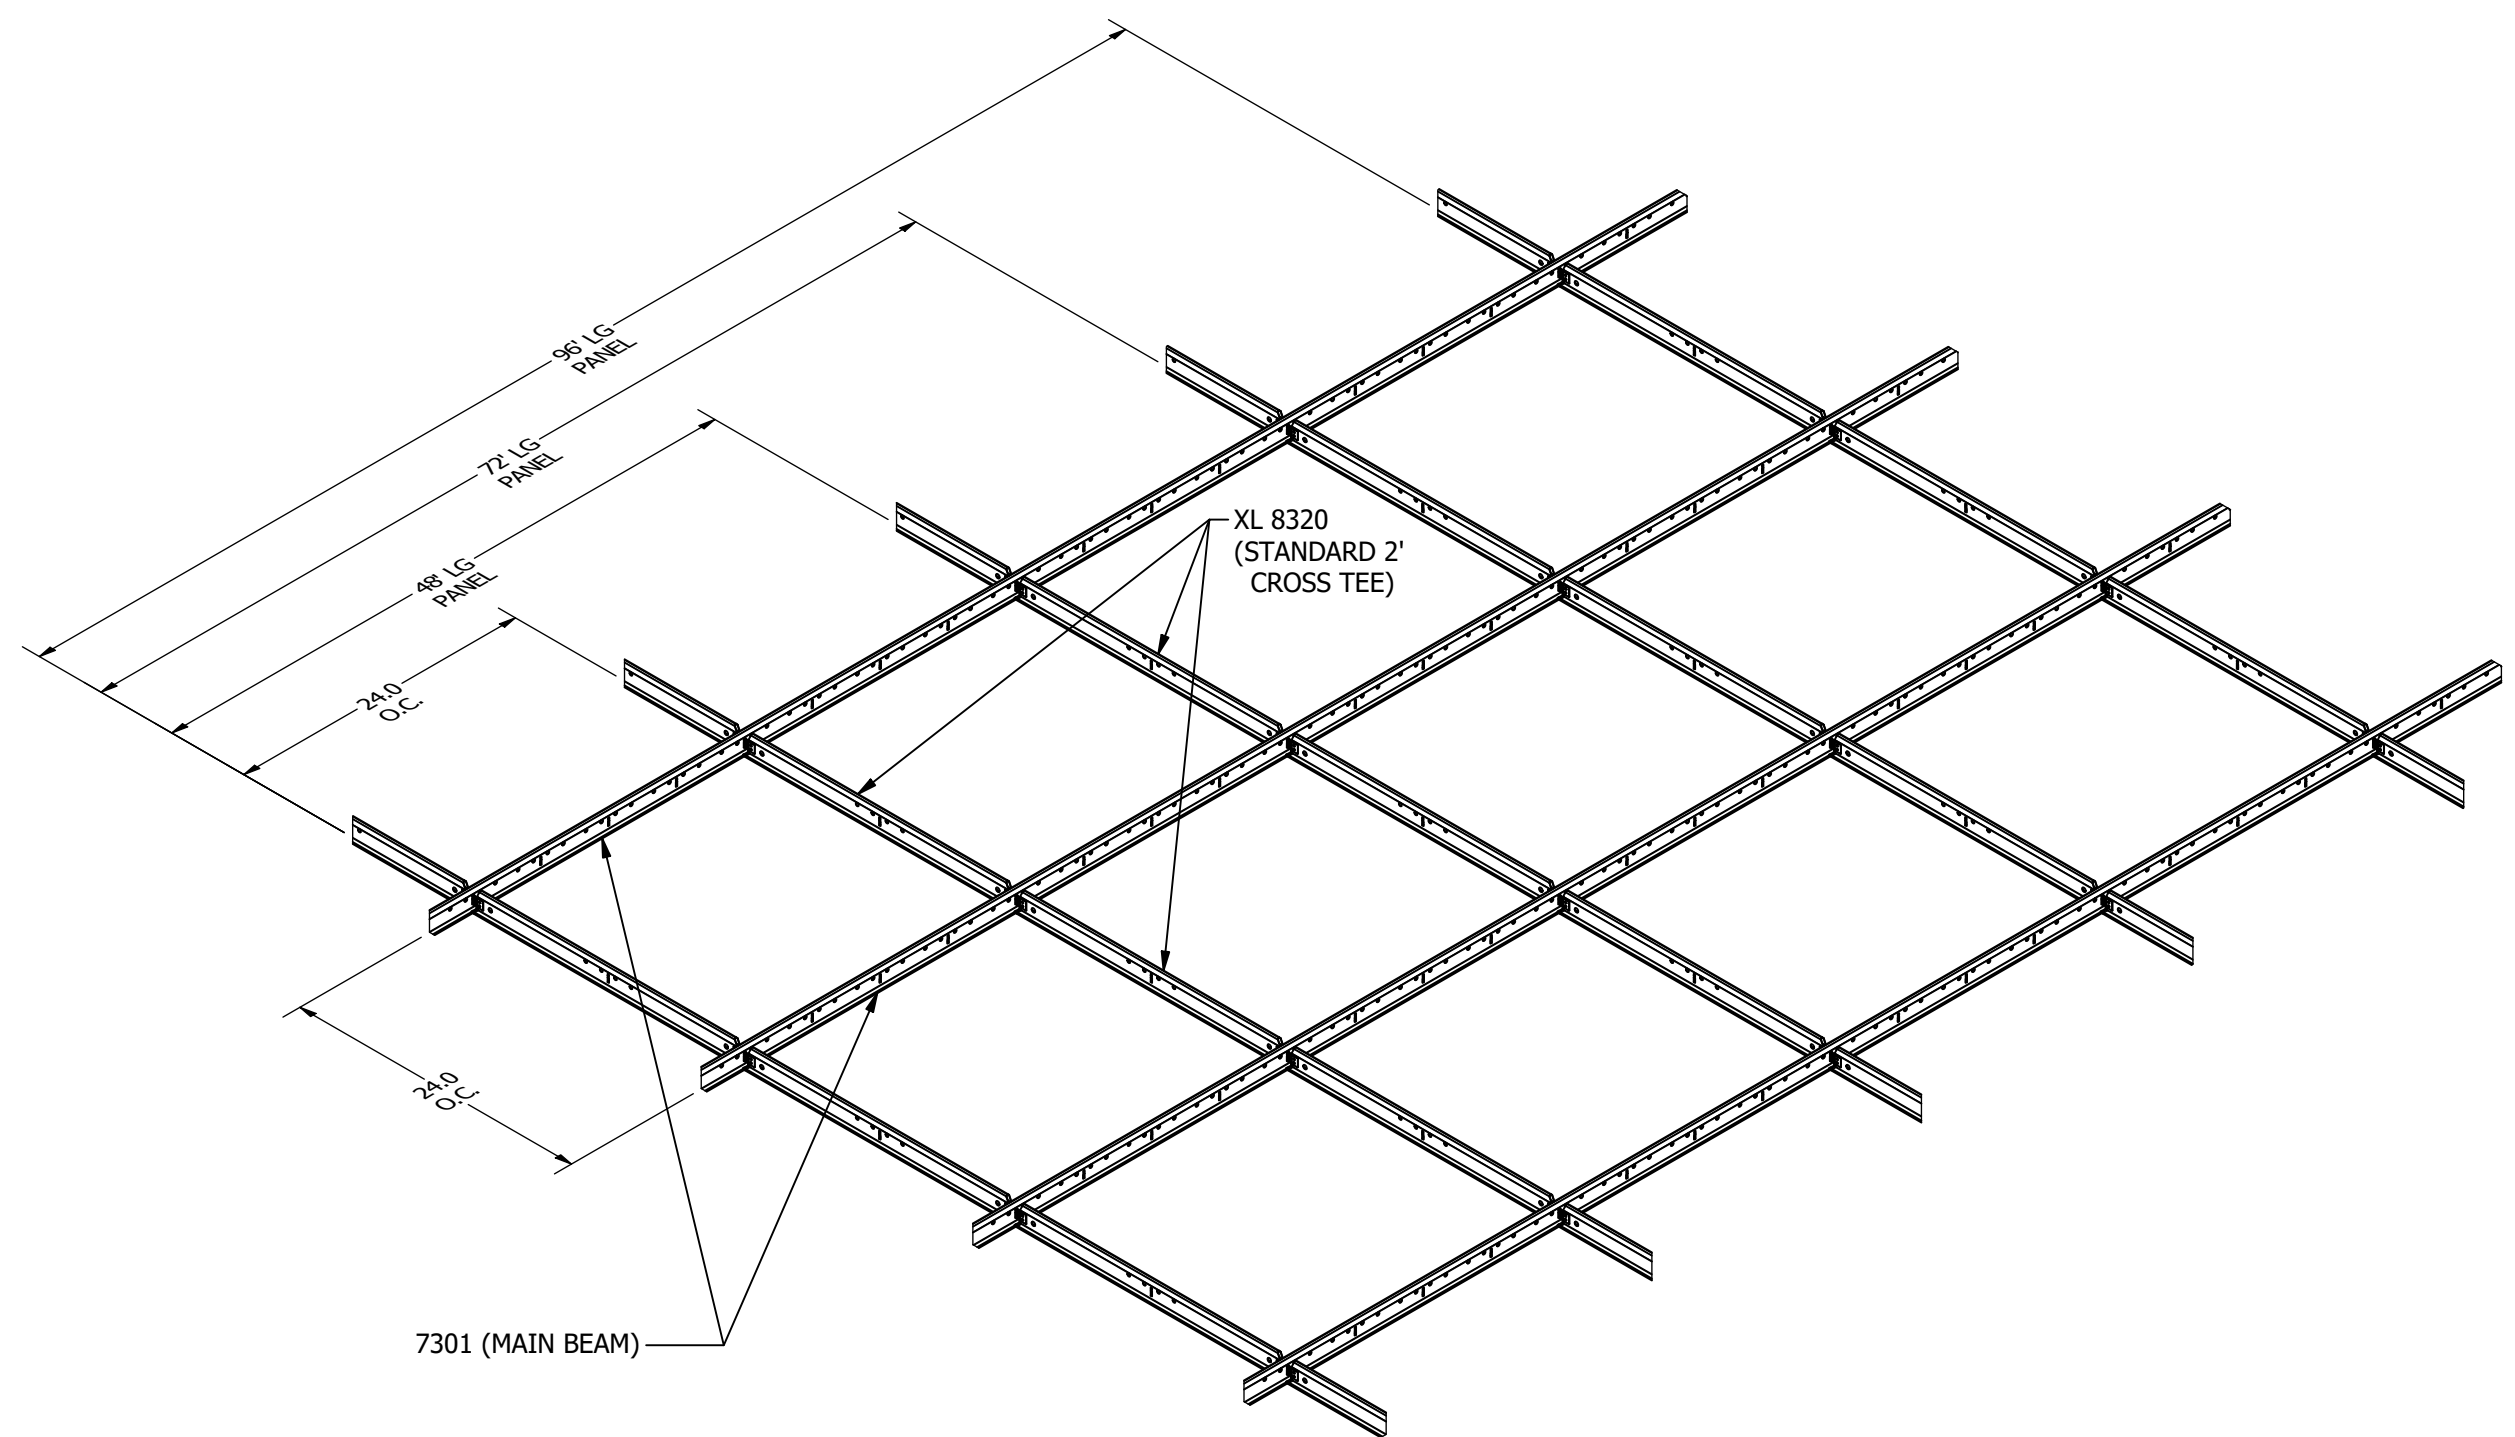 96' LG
PANEL
72' LG
PANEL
48' LG
PANEL
24.0
O.C.
XL 8320
(STANDARD 2'
CROSS TEE)
24.0
O.C.
7301 (MAIN BEAM)